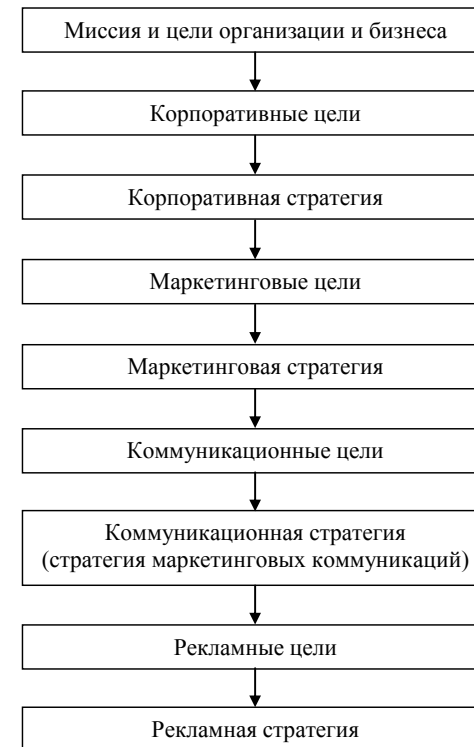 Миссия и цели организации и бизнеса
Корпоративные цели
Корпоративная стратегия
Маркетинговые цели
Маркетинговая стратегия
Коммуникационные цели
Коммуникационная стратегия
(стратегия маркетинговых коммуникаций)
Рекламные цели
Рекламная стратегия